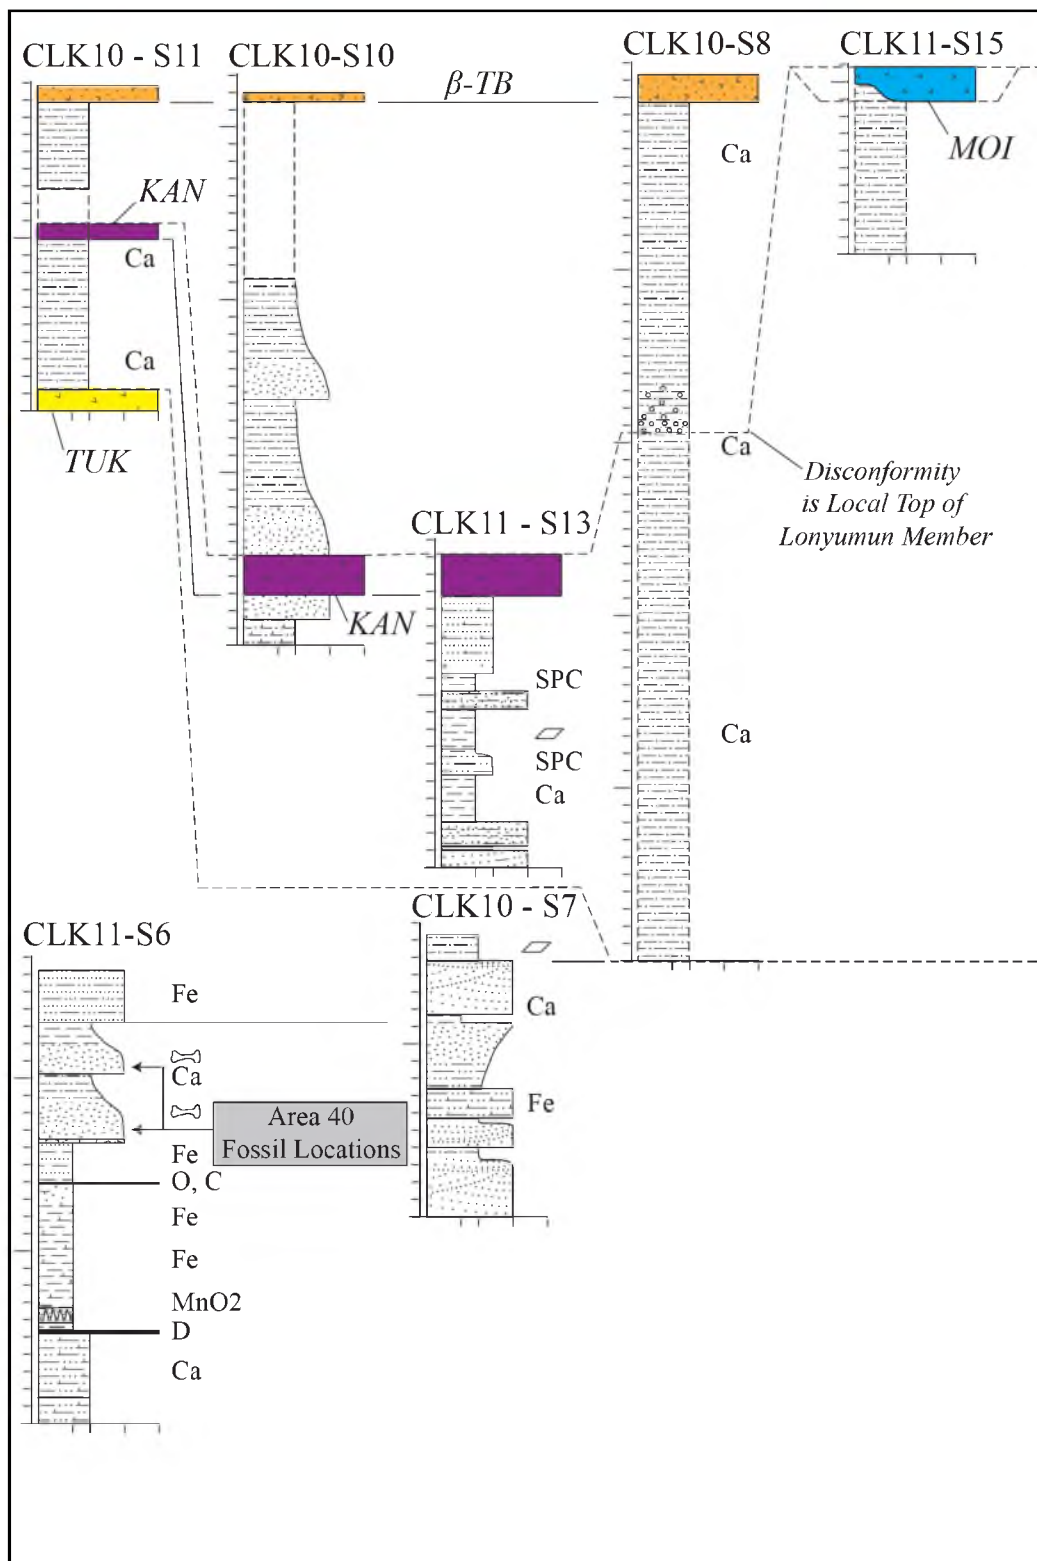 CLK10 - S11
CLK10-S10
β-TB
CLK10-S8
CLK11-S15
KAN
Ca
Ca
TUK
Ca
MOI
Ca
Disconformity
is Local Top of
Lonyumun Member
CLK11 - S13
KAN
SPC
SPC
Ca
Ca
CLK11-S6
CLK10 - S7
Fe
Ca
Ca
Fe
Area 40
Fossil Locations
Fe
O, C
Fe
Fe
MnO2
D
Ca